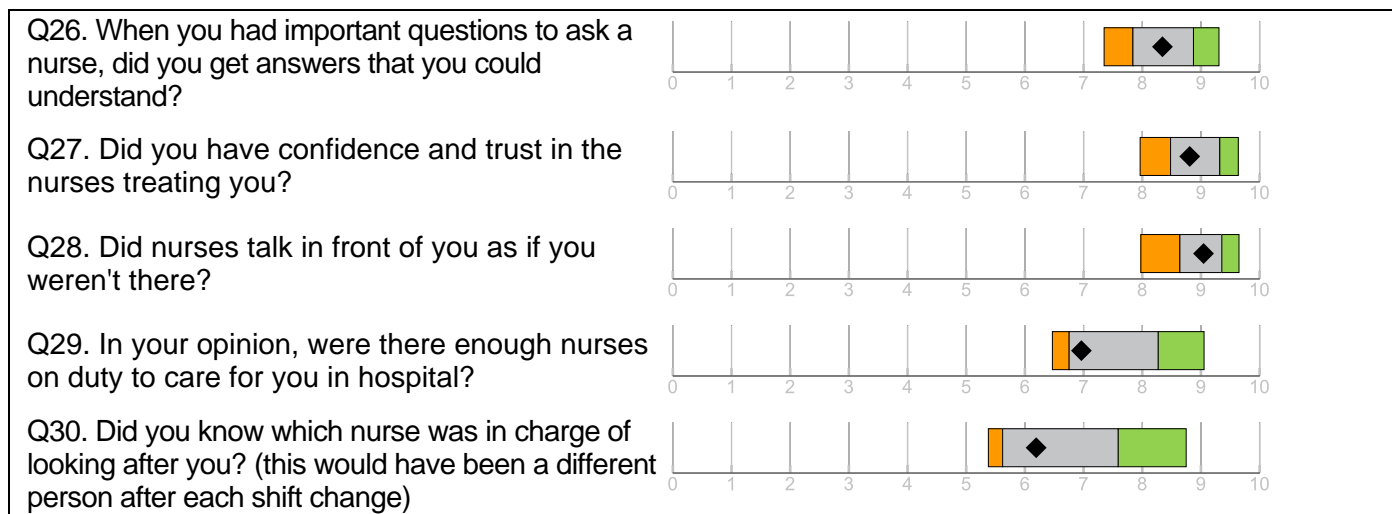 Q26. When you had important questions to ask a
nurse, did you get answers that you could
understand?
0 1 2 3 4 5 6 7 8 9 10
Q27. Did you have confidence and trust in the
nurses treating you?
0 1 2 3 4 5 6 7 8 9 10
Q28. Did nurses talk in front of you as if you
weren't there?
0 1 2 3 4 5 6 7 8 9 10
Q29. In your opinion, were there enough nurses
on duty to care for you in hospital?
0 1 2 3 4 5 6 7 8 9 10
Q30. Did you know which nurse was in charge of
looking after you? (this would have been a different
person after each shift change)
0 1 2 3 4 5 6 7 8 9 10